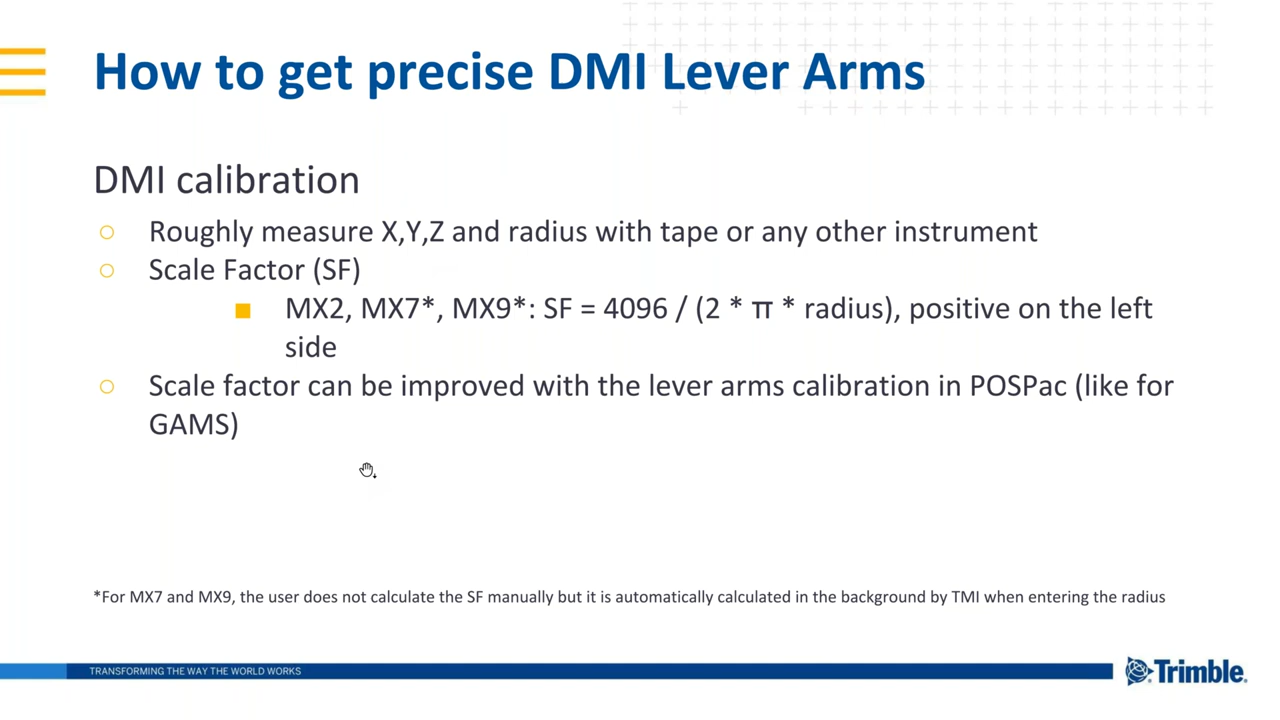 How to get precise DMI Lever Arms
DMI calibration
○ Roughly measure X,Y,Z and radius with tape or any other instrument
○ Scale Factor (SF)
■ MX2, MX7*, MX9*: SF = 4096 / (2 * π * radius), positive on the left
side
○ Scale factor can be improved with the lever arms calibration in POSPac (like for
GAMS)
*For MX7 and MX9, the user does not calculate the SF manually but it is automatically calculated in the background by TMI when entering the radius
TRANSFORMING THE WAY THE WORLD WORKS
Trimble.